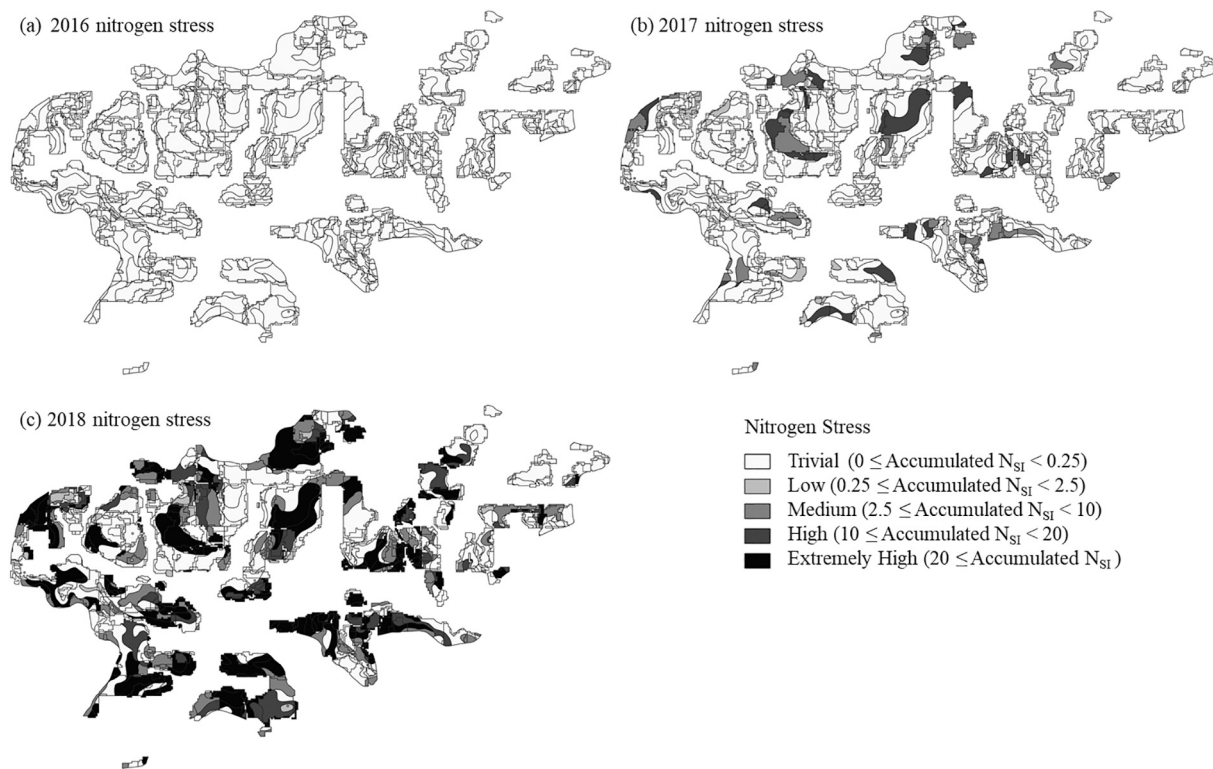 (a) 2016 nitrogen stress
(b) 2017 nitrogen stress
(c) 2018 nitrogen stress
Nitrogen Stress
Trivial (0 ≤ Accumulated N_SI < 0.25)
Low (0.25 ≤ Accumulated N_SI < 2.5)
Medium (2.5 ≤ Accumulated N_SI < 10)
High (10 ≤ Accumulated N_SI < 20)
Extremely High (20 ≤ Accumulated N_SI )